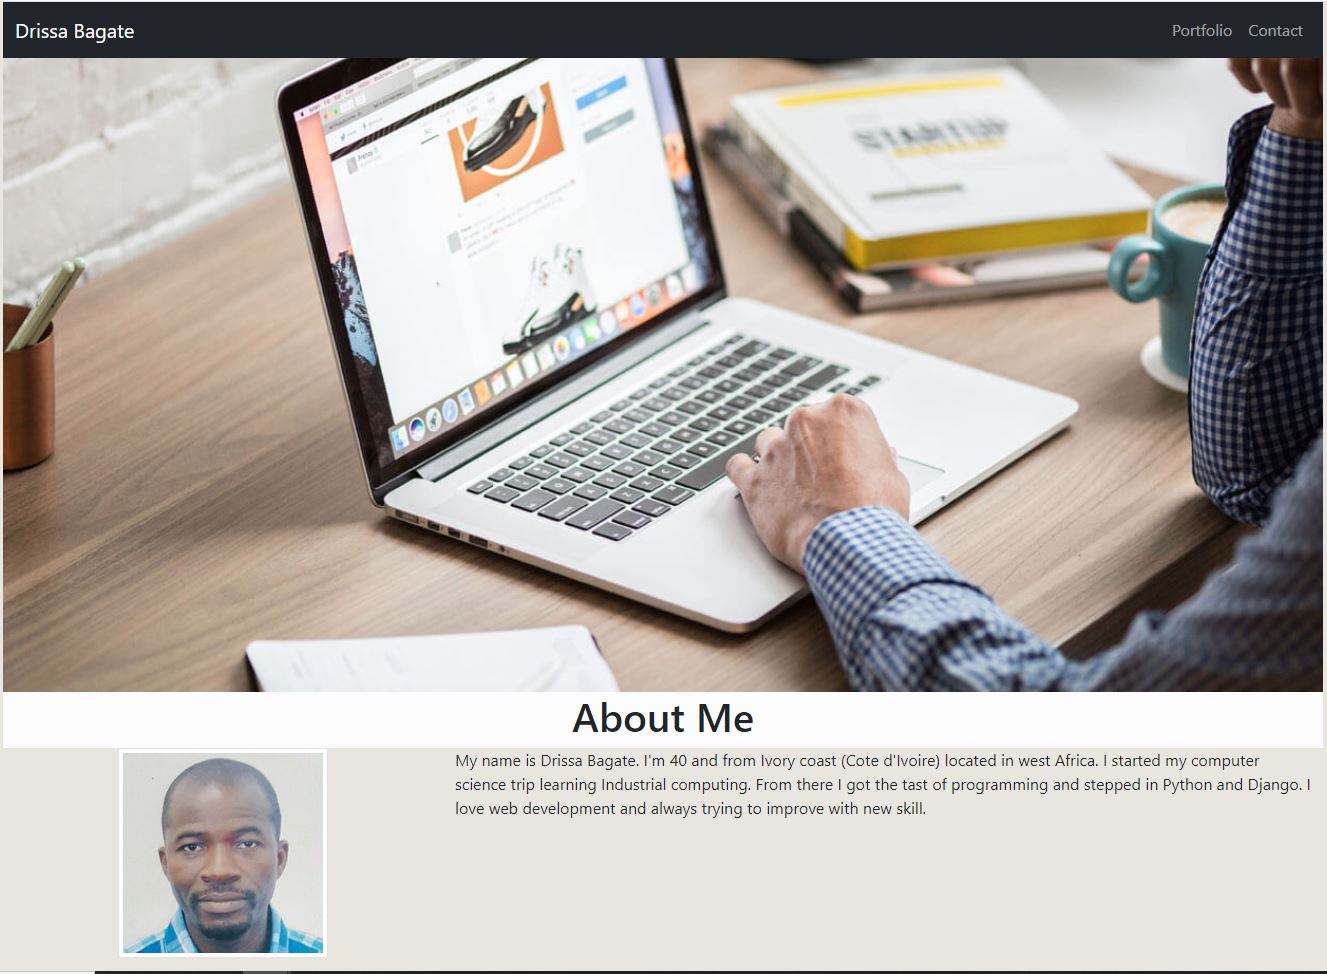 Drissa Bagate
Portfolio Contact
STARTUP
About Me
My name is Drissa Bagate. I'm 40 and from Ivory coast (Cote d'Ivoire) located in west Africa. I started my computer
science trip learning Industrial computing. From there I got the tast of programming and stepped in Python and Django. I
love web development and always trying to improve with new skill.